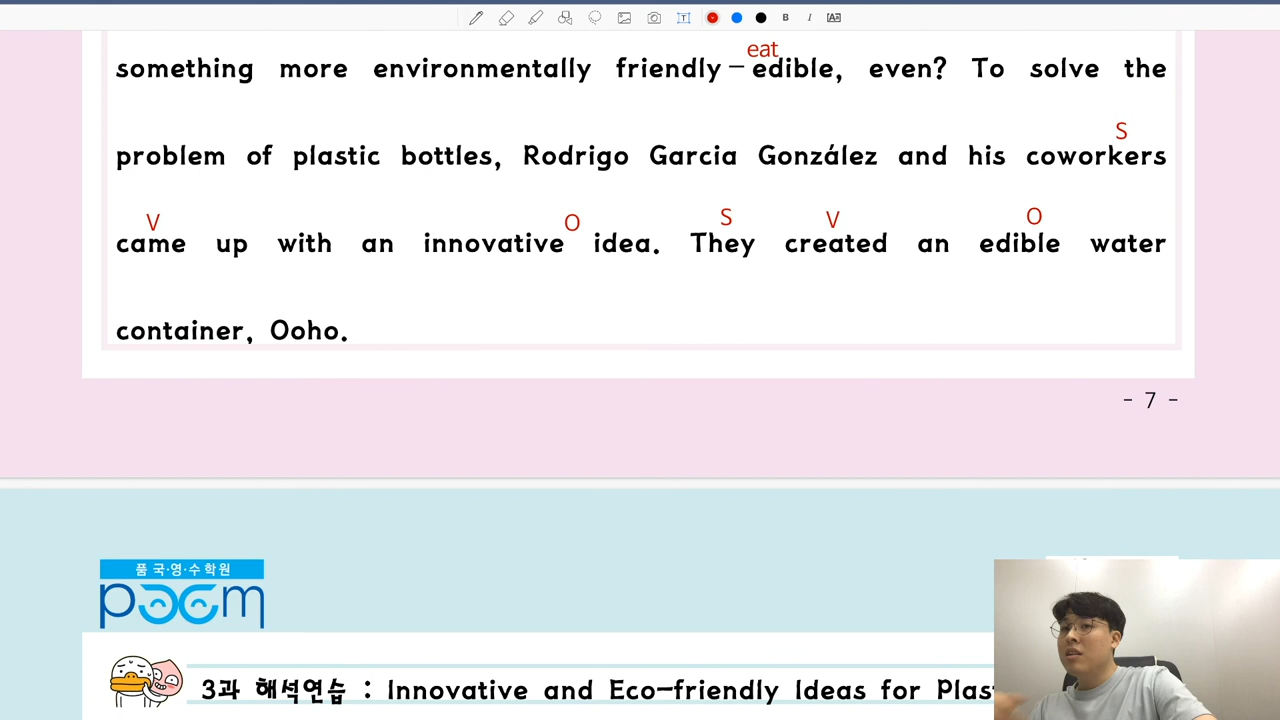 T B I A
eat
something more environmentally friendly – edible, even? To solve the
S
problem of plastic bottles, Rodrigo Garcia González and his coworkers
V O S V O
came up with an innovative idea. They created an edible water
container, Ooho.
- 7 -
품 국·영·수학원
poem
3과 해석연습 : Innovative and Eco-friendly Ideas for Plas